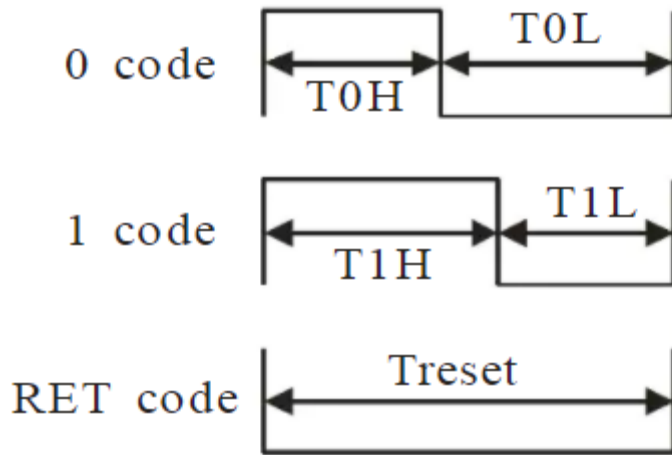 0 code
T0H
T0L
1 code
T1H
T1L
RET code
Treset